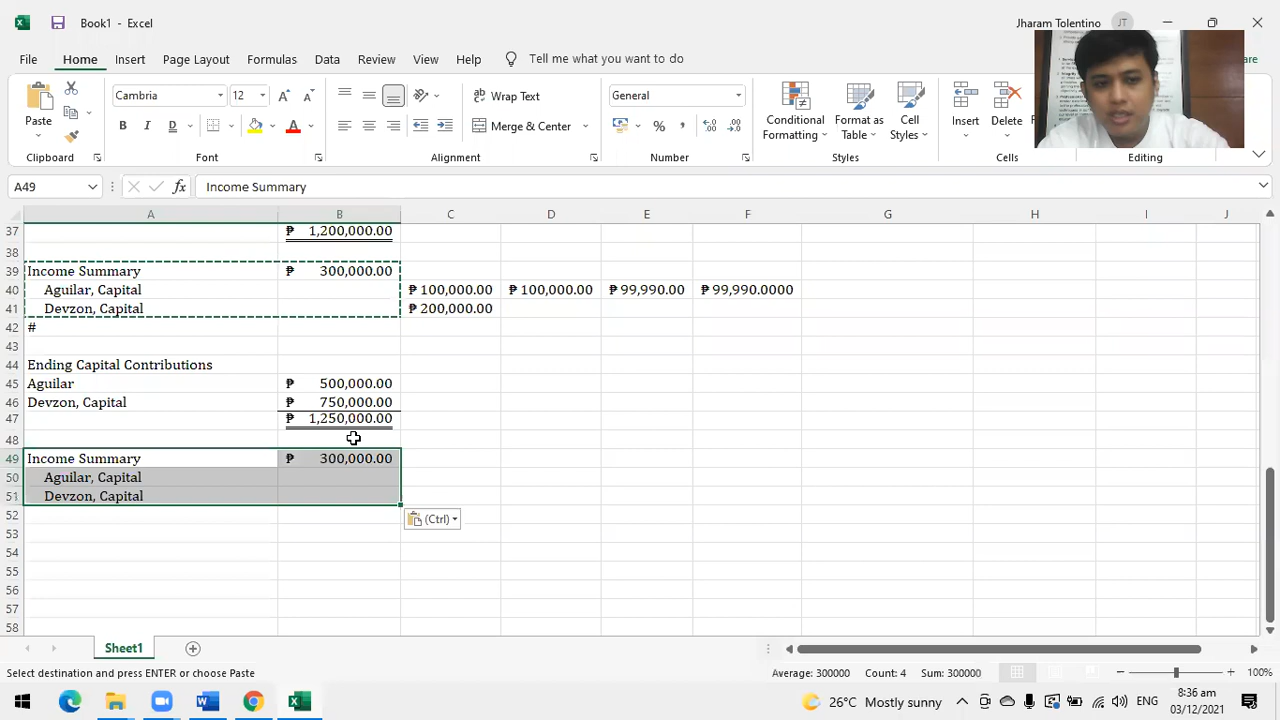 Book1 - Excel
Jharam Tolentino JT
File Home Insert Page Layout Formulas Data Review View Help Tell me what you want to do
Paste
Cambria 12
B I U A
Wrap Text
Merge & Center
General
% ,
Conditional Formatting
Format as Table
Cell Styles
Insert Delete
Clipboard Font Alignment Number Styles Cells Editing
A49 fx Income Summary
A B C D E F G H I J
37 ₱ 1,200,000.00
38
39 Income Summary ₱ 300,000.00
40 Aguilar, Capital ₱ 100,000.00 ₱ 100,000.00 ₱ 99,990.00 ₱ 99,990.0000
41 Devzon, Capital ₱ 200,000.00
42 #
43
44 Ending Capital Contributions
45 Aguilar ₱ 500,000.00
46 Devzon, Capital ₱ 750,000.00
47 ₱ 1,250,000.00
48
49 Income Summary ₱ 300,000.00
50 Aguilar, Capital
51 Devzon, Capital
52 (Ctrl)
53
54
55
56
57
58
Sheet1
Select destination and press ENTER or choose Paste Average: 300000 Count: 4 Sum: 300000 100%
26°C Mostly sunny ENG 8:36 am
03/12/2021